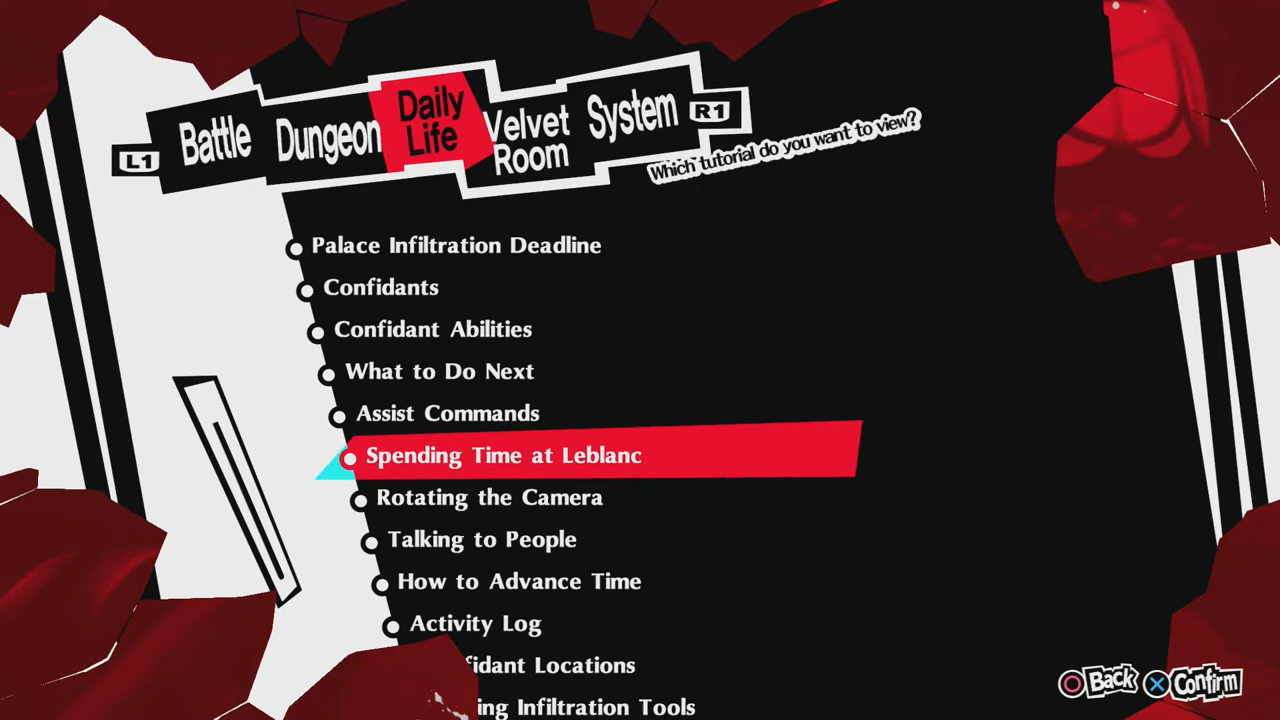 L1
Battle
Dungeon
Daily
Life
Velvet
Room
System
R1
Which tutorial do you want to view?
Palace Infiltration Deadline
Confidants
Confidant Abilities
What to Do Next
Assist Commands
Spending Time at Leblanc
Rotating the Camera
Talking to People
How to Advance Time
Activity Log
fidant Locations
ing Infiltration Tools
Back
Confirm